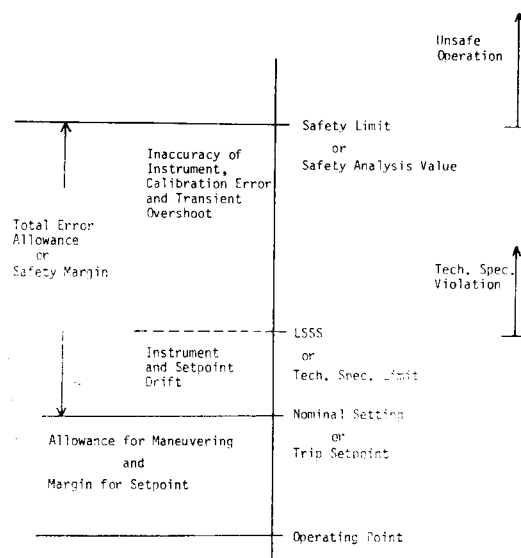 Unsafe
Operation
Safety Limit
or
Safety Analysis Value
Inaccuracy of
Instrument,
Calibration Error
and Transient
Overshoot
Total Error
Allowance
or
Safety Margin
Tech. Spec.
Violation
LSSS
or
Tech. Spec. Limit
Instrument
and Setpoint
Drift
Nominal Setting
or
Trip Setpoint
Allowance for Maneuvering
and
Margin for Setpoint
Operating Point